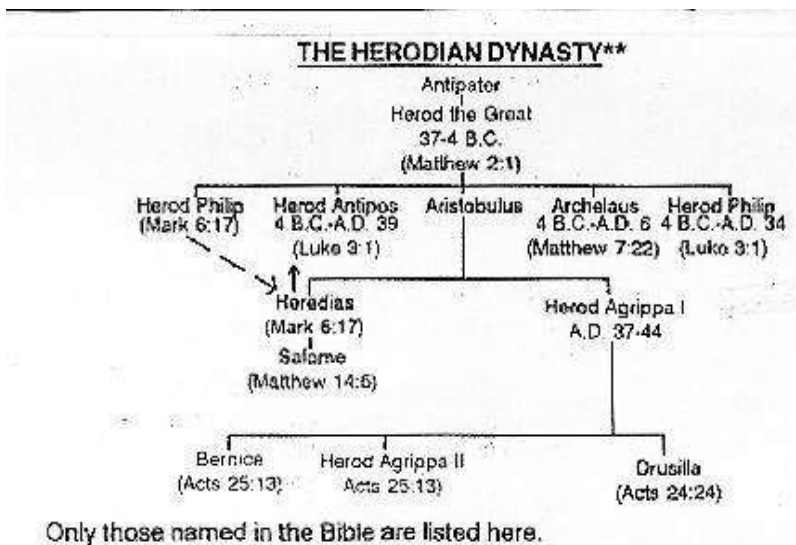 THE HERODIAN DYNASTY**
Antipater
Herod the Great
37-4 B.C.
(Matthew 2:1)
Herod Philip Herod Antipos Aristobulus Archelaus Herod Philip
(Mark 6:17) 4 B.C.-A.D. 39 4 B.C.-A.D. 6 4 B.C.-A.D. 34
(Luke 3:1) (Matthew 7:22) (Luke 3:1)
Heredias Herod Agrippa I
(Mark 6:17) A.D. 37-44
Salome
(Matthew 14:6)
Bernice Herod Agrippa II Drusilla
(Acts 25:13) Acts 25:13) (Acts 24:24)
Only those named in the Bible are listed here.